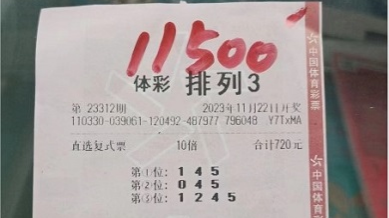 11500
体彩 排列3
第 23312期 2023年11月22日开奖
110330-039061-120492-487977 796048 Y7TxMA
直选复式票 10倍 合计720元
第①位: 1 4 5
第②位: 0 4 5
第③位: 1 2 4 5
中国体育彩票
中国体育彩票